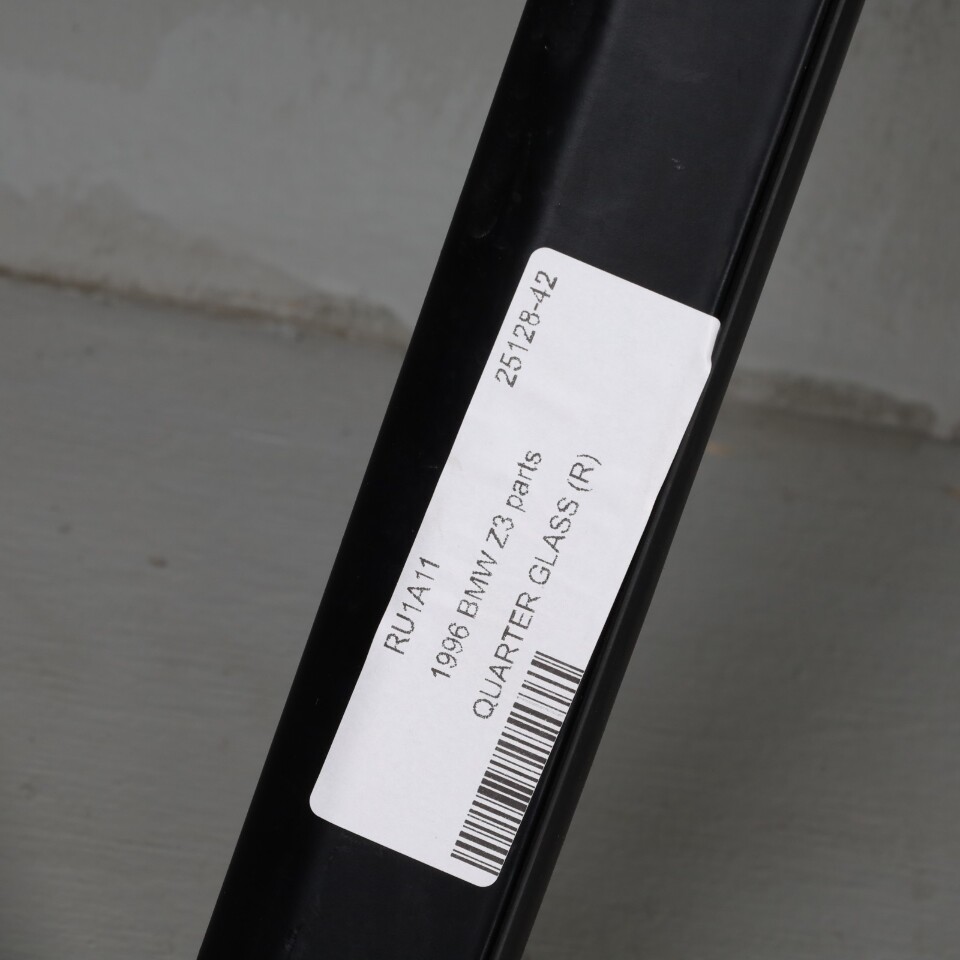 RU1A11 25128-42
1996 BMW Z3 parts
QUARTER GLASS (R)